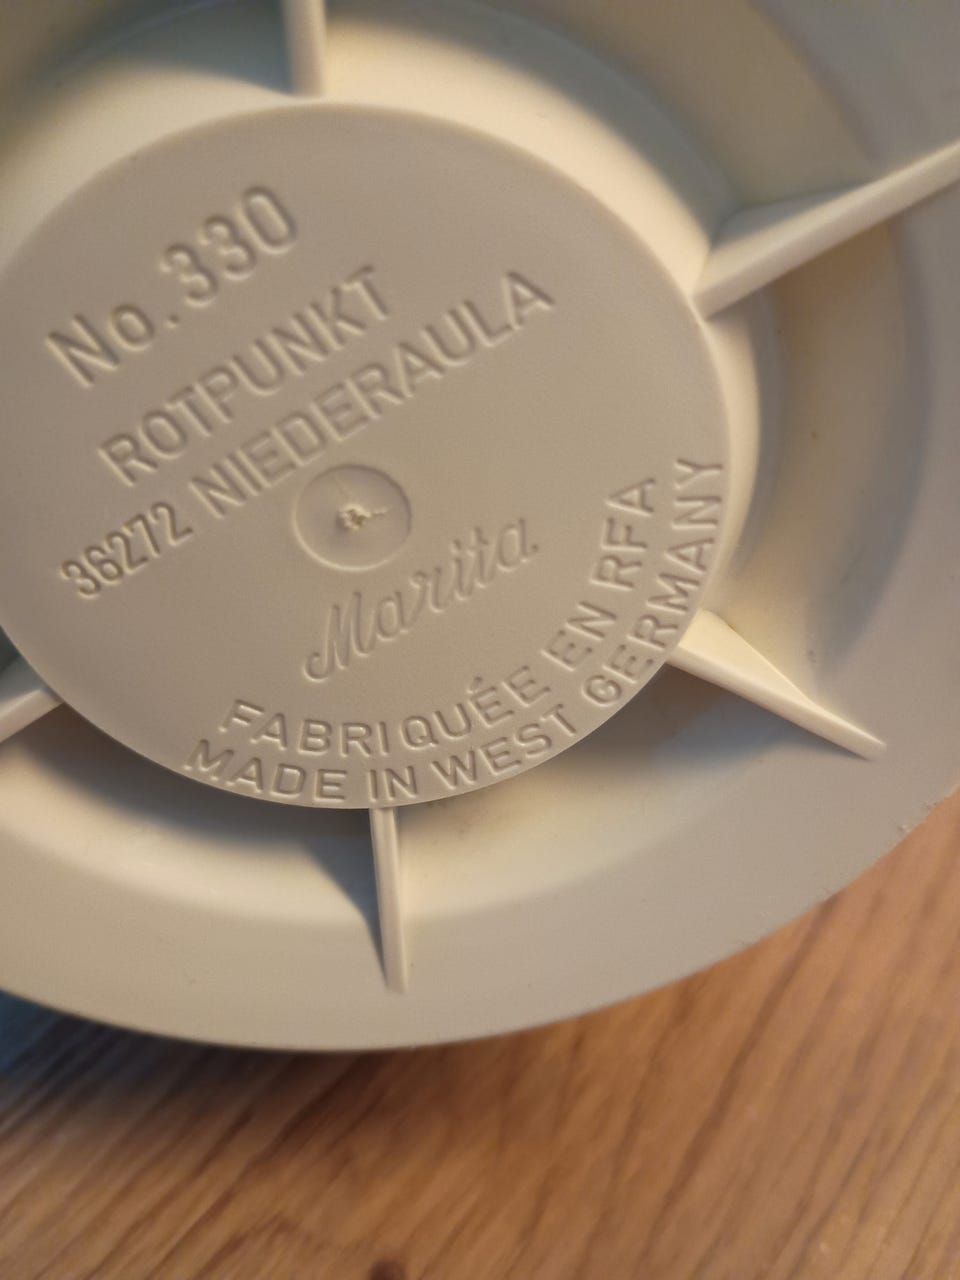 No. 330
ROTPUNKT
36272 NIEDERAULA
Marita
FABRIQUÉE EN RFA
MADE IN WEST GERMANY